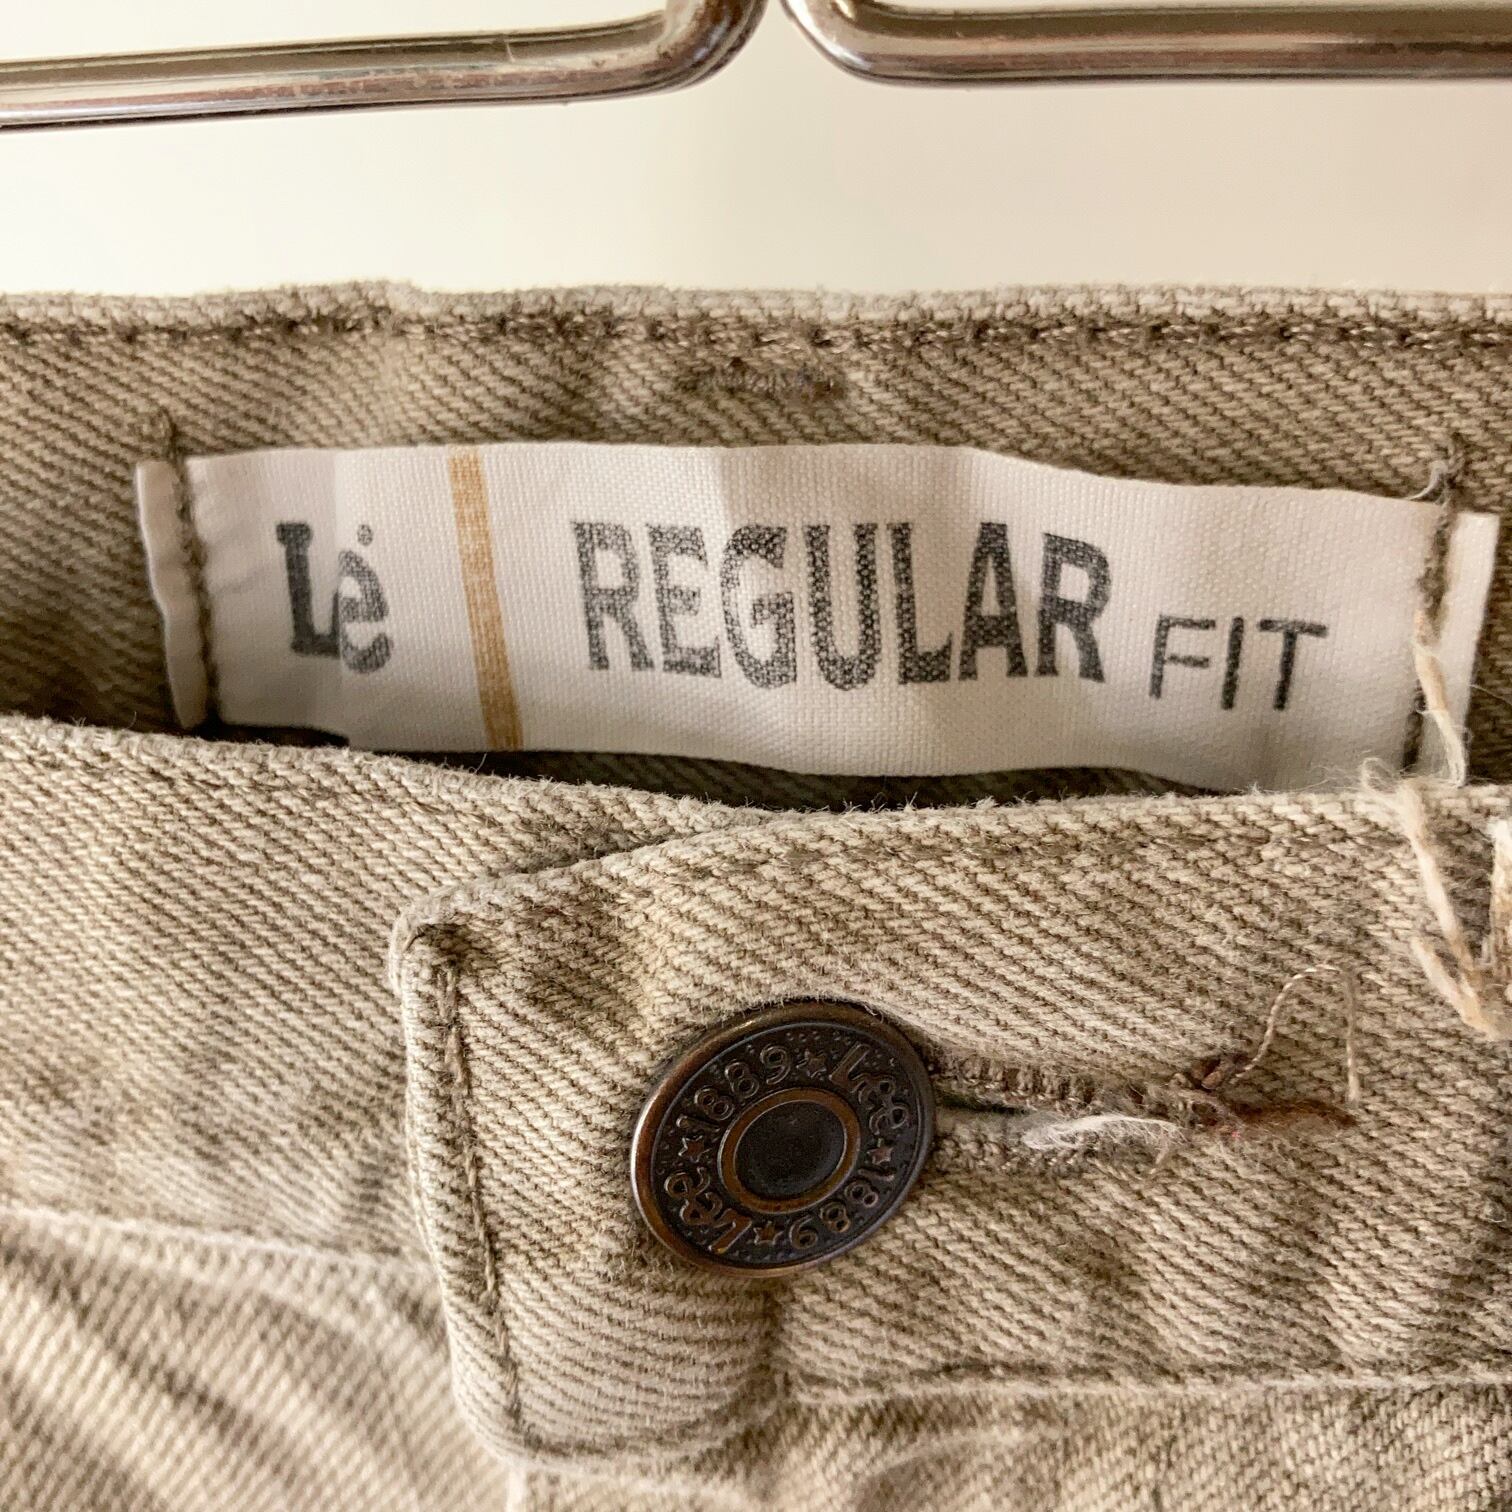 Lee REGULAR FIT
Lee ★ 1889 ★ Lee ★ 1889 ★